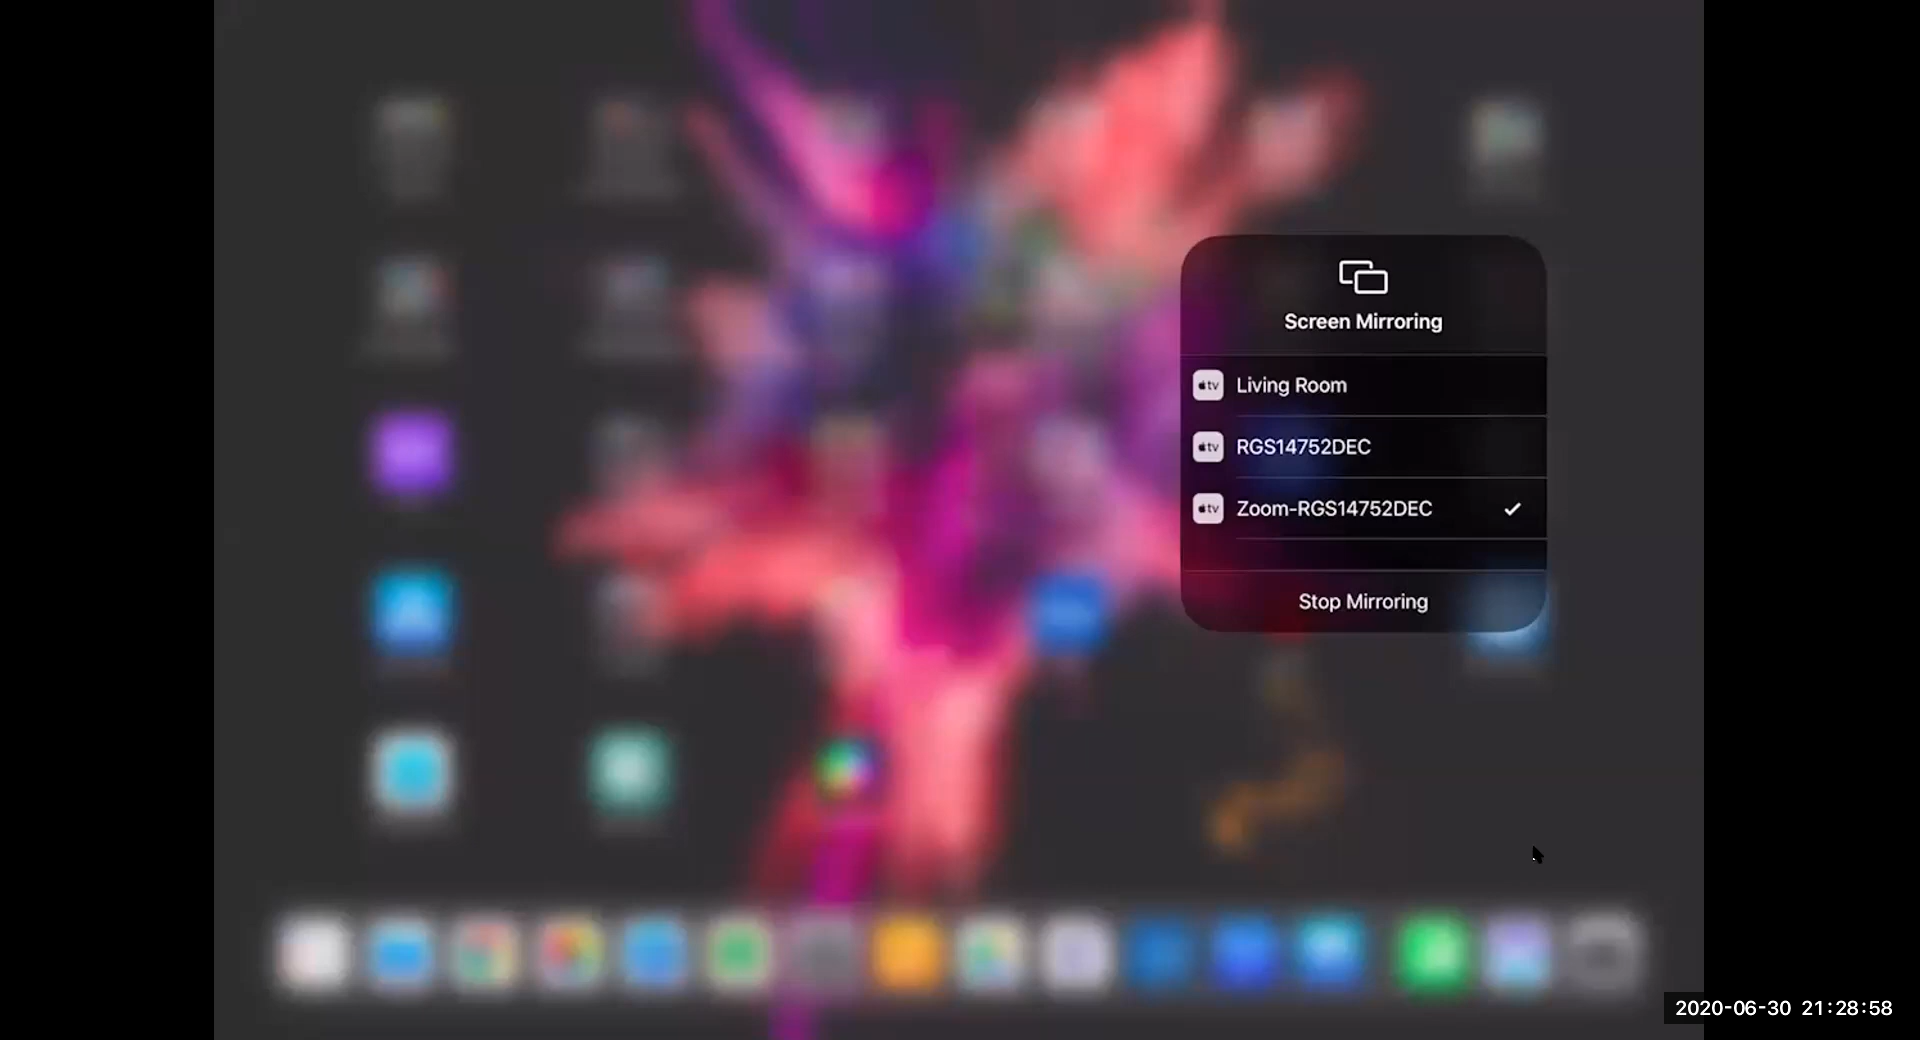 Screen Mirroring
tv Living Room
tv RGS14752DEC
tv Zoom-RGS14752DEC
Stop Mirroring
2020-06-30 21:28:58